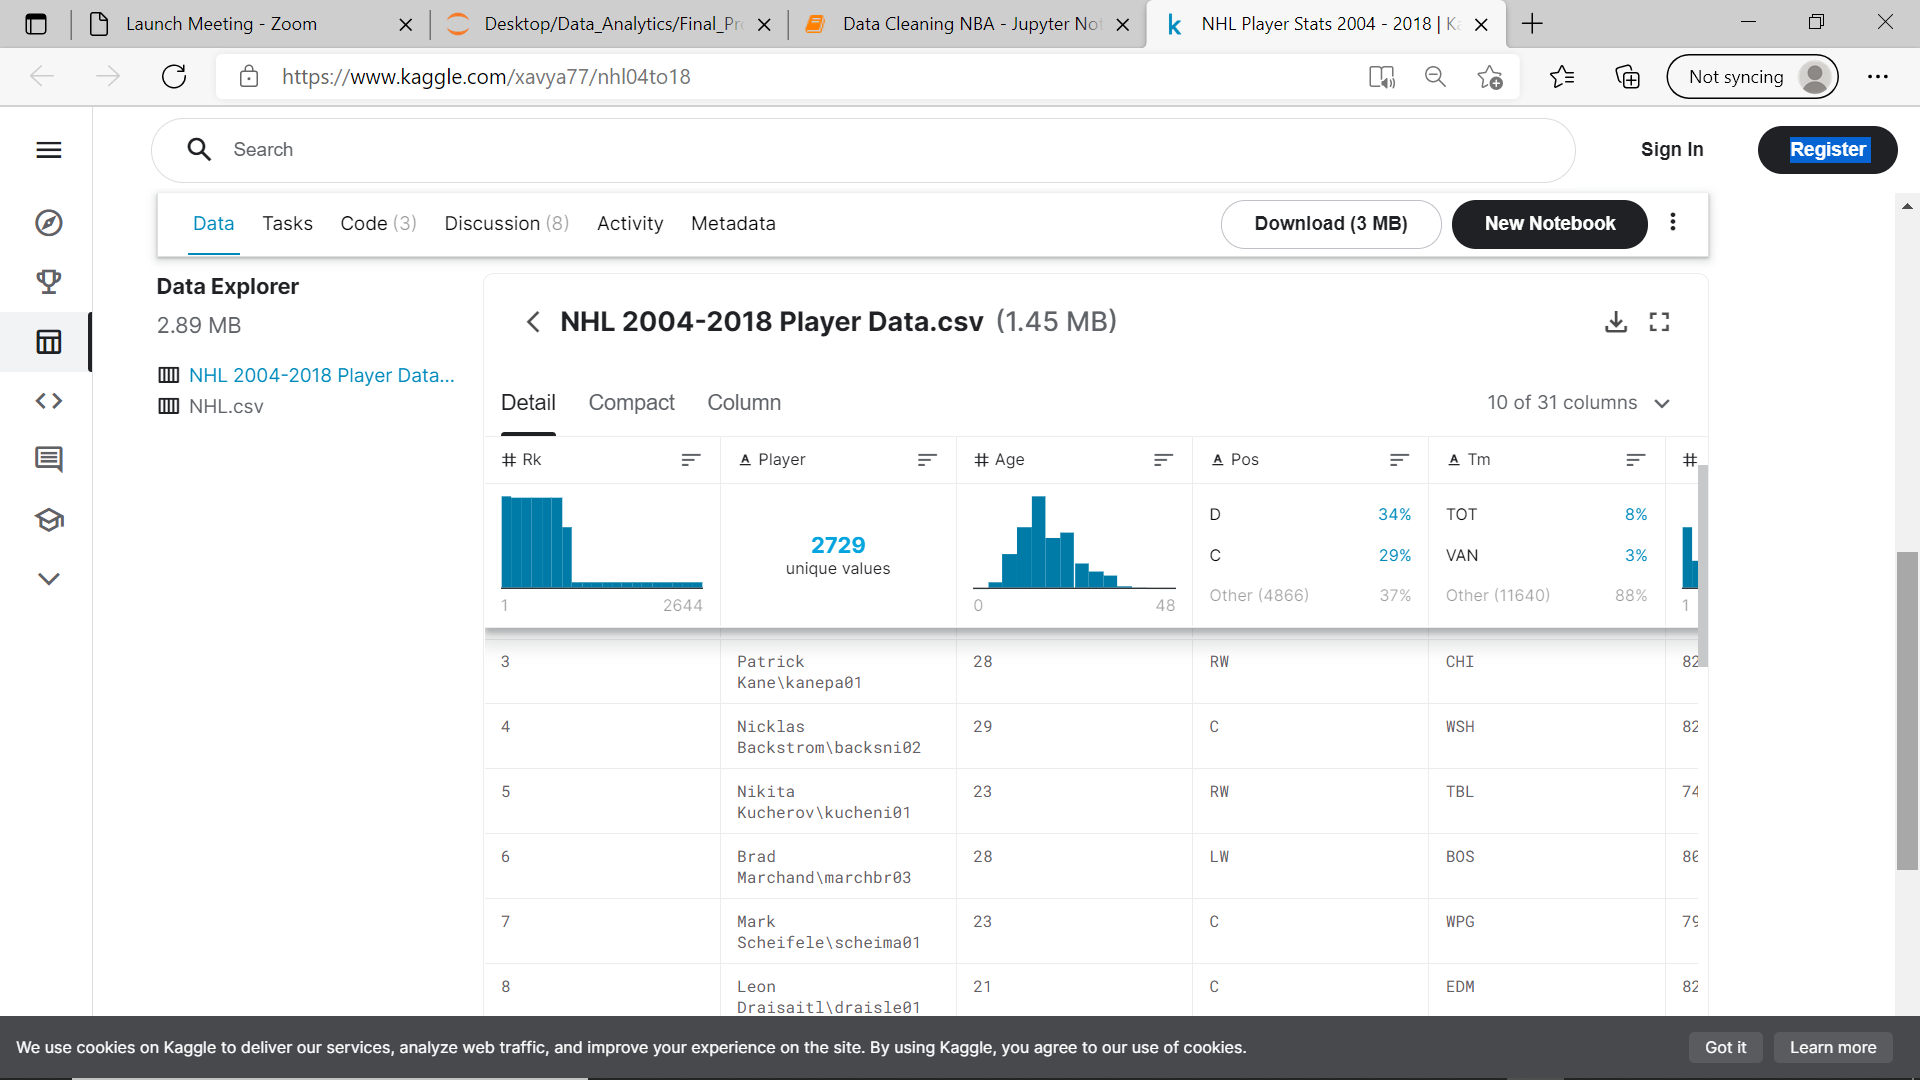 Launch Meeting - Zoom
Desktop/Data_Analytics/Final_Pr
Data Cleaning NBA - Jupyter Not
NHL Player Stats 2004 - 2018 | Ka
https://www.kaggle.com/xavya77/nhl04to18
Not syncing
Search
Sign In
Register
Data
Tasks
Code (3)
Discussion (8)
Activity
Metadata
Download (3 MB)
New Notebook
Data Explorer
2.89 MB
NHL 2004-2018 Player Data...
NHL.csv
NHL 2004-2018 Player Data.csv (1.45 MB)
Detail
Compact
Column
10 of 31 columns
# Rk
A Player
# Age
A Pos
A Tm
#
1 2644
2729
unique values
0 48
D 34%
C 29%
Other (4866) 37%
TOT 8%
VAN 3%
Other (11640) 88%
1
3 Patrick Kane\kanepa01 28 RW CHI 82
4 Nicklas Backstrom\backsni02 29 C WSH 82
5 Nikita Kucherov\kucheni01 23 RW TBL 74
6 Brad Marchand\marchbr03 28 LW BOS 80
7 Mark Scheifele\scheima01 23 C WPG 79
8 Leon Draisaitl\draisle01 21 C EDM 82
We use cookies on Kaggle to deliver our services, analyze web traffic, and improve your experience on the site. By using Kaggle, you agree to our use of cookies.
Got it
Learn more